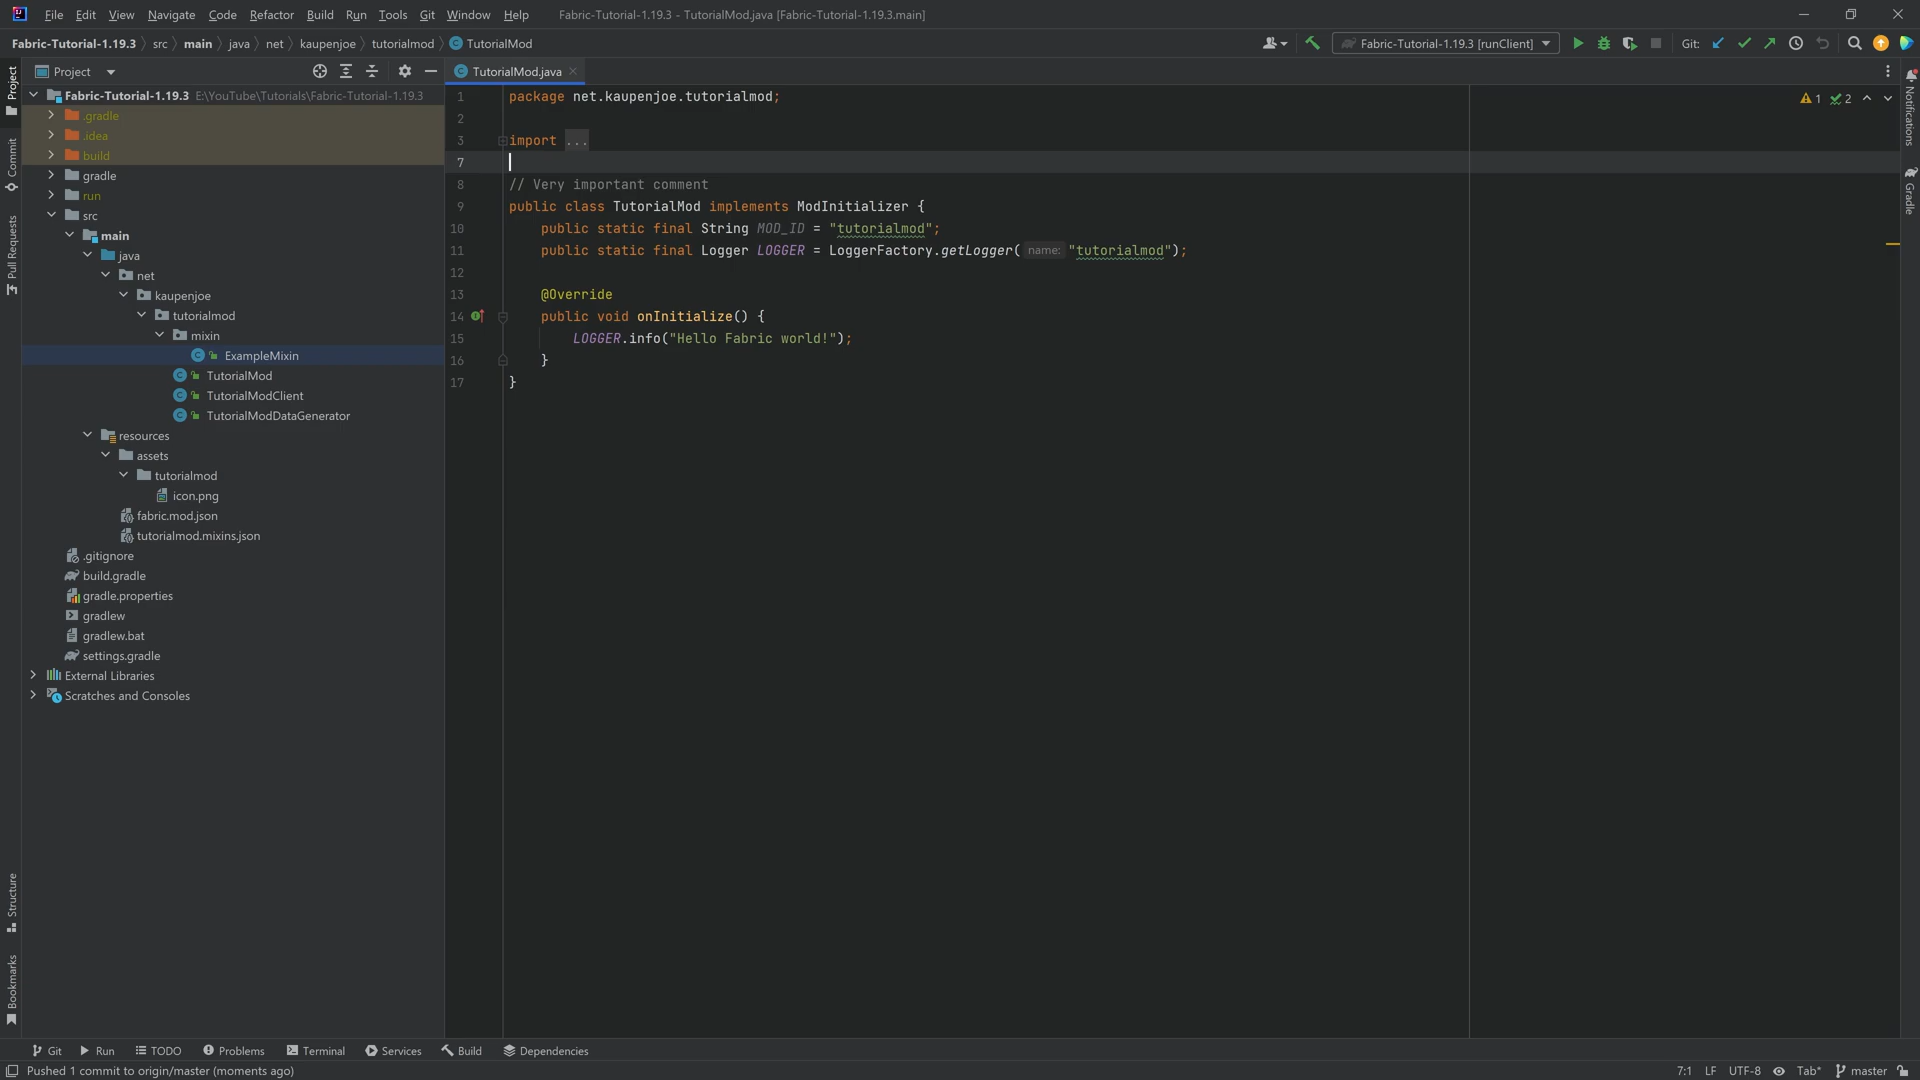 File Edit View Navigate Code Refactor Build Run Tools Git Window Help Fabric-Tutorial-1.19.3 - TutorialMod.java [Fabric-Tutorial-1.19.3.main]
Fabric-Tutorial-1.19.3 src main java net kaupenjoe tutorialmod TutorialMod Fabric-Tutorial-1.19.3 [runClient] Git:
Project
TutorialMod.java
Project
Commit
Pull Requests
Structure
Bookmarks
Fabric-Tutorial-1.19.3 E:\YouTube\Tutorials\Fabric-Tutorial-1.19.3
.gradle
.idea
build
gradle
run
src
main
java
net
kaupenjoe
tutorialmod
mixin
ExampleMixin
TutorialMod
TutorialModClient
TutorialModDataGenerator
resources
assets
tutorialmod
icon.png
fabric.mod.json
tutorialmod.mixins.json
.gitignore
build.gradle
gradle.properties
gradlew
gradlew.bat
settings.gradle
External Libraries
Scratches and Consoles
1 package net.kaupenjoe.tutorialmod;
2
3 import ...
7
8 // Very important comment
9 public class TutorialMod implements ModInitializer {
10 public static final String MOD_ID = "tutorialmod";
11 public static final Logger LOGGER = LoggerFactory.getLogger( name: "tutorialmod");
12
13 @Override
14 public void onInitialize() {
15 LOGGER.info("Hello Fabric world!");
16 }
17 }
1 2
Notifications
Gradle
Git Run TODO Problems Terminal Services Build Dependencies
Pushed 1 commit to origin/master (moments ago) 7:1 LF UTF-8 Tab* master